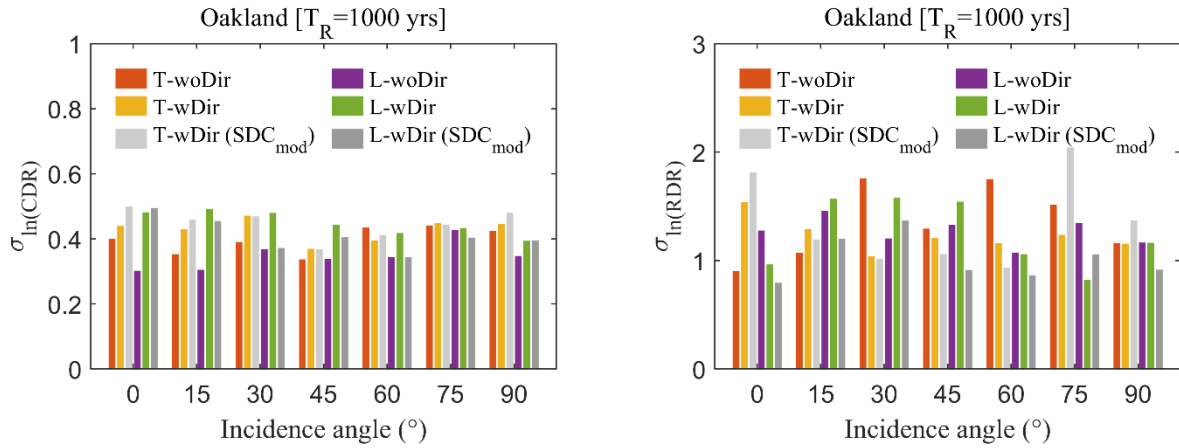 Oakland [T_R=1000 yrs]
σ_ln(CDR)
1
0.8
0.6
0.4
0.2
0
T-woDir
L-woDir
T-wDir
L-wDir
T-wDir (SDC_mod)
L-wDir (SDC_mod)
0 15 30 45 60 75 90
Incidence angle (°)
Oakland [T_R=1000 yrs]
σ_ln(RDR)
3
2
1
0
T-woDir
L-woDir
T-wDir
L-wDir
T-wDir (SDC_mod)
L-wDir (SDC_mod)
0 15 30 45 60 75 90
Incidence angle (°)